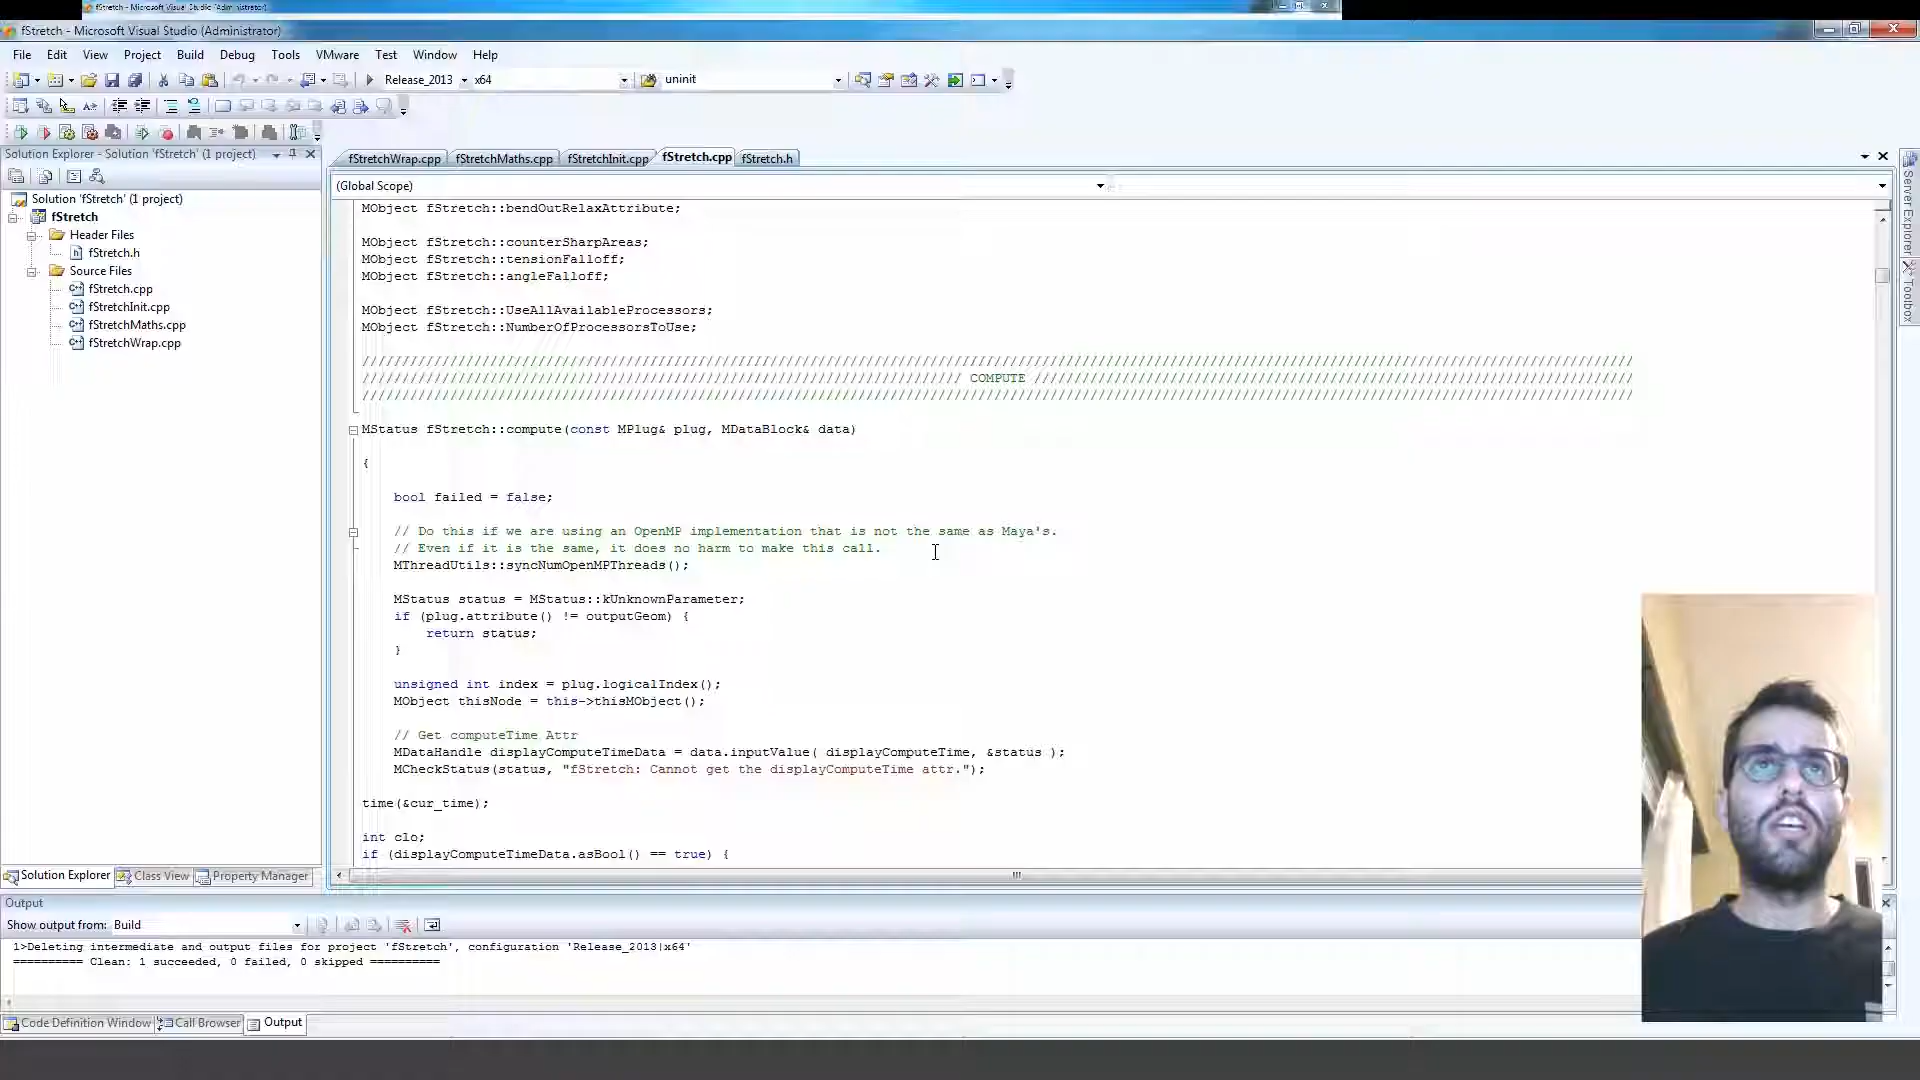 fStretch - Microsoft Visual Studio (Administrator)
fStretch - Microsoft Visual Studio (Administrator)
File Edit View Project Build Debug Tools VMware Test Window Help
Release_2013 x64 uninit
Solution Explorer - Solution 'fStretch' (1 project)
fStretchWrap.cpp fStretchMaths.cpp fStretchInit.cpp fStretch.cpp fStretch.h
(Global Scope)
Solution 'fStretch' (1 project)
fStretch
Header Files
fStretch.h
Source Files
fStretch.cpp
fStretchInit.cpp
fStretchMaths.cpp
fStretchWrap.cpp
MObject fStretch::bendOutRelaxAttribute;
MObject fStretch::counterSharpAreas;
MObject fStretch::tensionFalloff;
MObject fStretch::angleFalloff;
MObject fStretch::UseAllAvailableProcessors;
MObject fStretch::NumberOfProcessorsToUse;
COMPUTE
MStatus fStretch::compute(const MPlug& plug, MDataBlock& data)
{
bool failed = false;
// Do this if we are using an OpenMP implementation that is not the same as Maya's.
// Even if it is the same, it does no harm to make this call.
MThreadUtils::syncNumOpenMPThreads();
MStatus status = MStatus::kUnknownParameter;
if (plug.attribute() != outputGeom) {
return status;
}
unsigned int index = plug.logicalIndex();
MObject thisNode = this->thisMObject();
// Get computeTime Attr
MDataHandle displayComputeTimeData = data.inputValue( displayComputeTime, &status );
MCheckStatus(status, "fStretch: Cannot get the displayComputeTime attr.");
time(&cur_time);
int clo;
if (displayComputeTimeData.asBool() == true) {
Server Explorer
Toolbox
Solution Explorer Class View Property Manager
Output
Show output from: Build
1>Deleting intermediate and output files for project 'fStretch', configuration 'Release_2013|x64'
========== Clean: 1 succeeded, 0 failed, 0 skipped ==========
Code Definition Window Call Browser Output